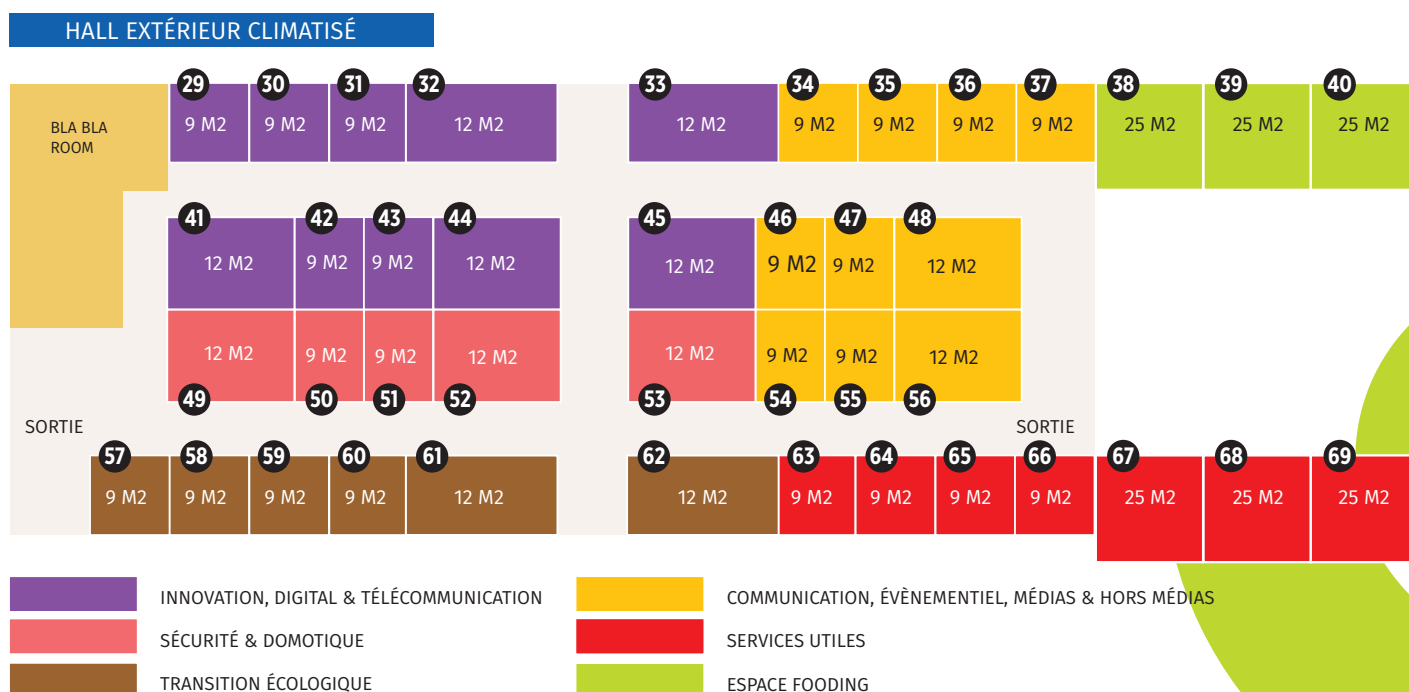 HALL EXTÉRIEUR CLIMATISÉ
29 30 31 32 33 34 35 36 37 38 39 40
BLA BLA
ROOM
9 M2 9 M2 9 M2 12 M2 12 M2 9 M2 9 M2 9 M2 9 M2 25 M2 25 M2 25 M2
41 42 43 44 45 46 47 48
12 M2 9 M2 9 M2 12 M2 12 M2 9 M2 9 M2 12 M2
12 M2 9 M2 9 M2 12 M2 12 M2 9 M2 9 M2 12 M2
49 50 51 52 53 54 55 56
SORTIE SORTIE
57 58 59 60 61 62 63 64 65 66 67 68 69
9 M2 9 M2 9 M2 9 M2 12 M2 12 M2 9 M2 9 M2 9 M2 9 M2 25 M2 25 M2 25 M2
INNOVATION, DIGITAL & TÉLÉCOMMUNICATION
COMMUNICATION, ÉVÈNEMENTIEL, MÉDIAS & HORS MÉDIAS
SÉCURITÉ & DOMOTIQUE
SERVICES UTILES
TRANSITION ÉCOLOGIQUE
ESPACE FOODING